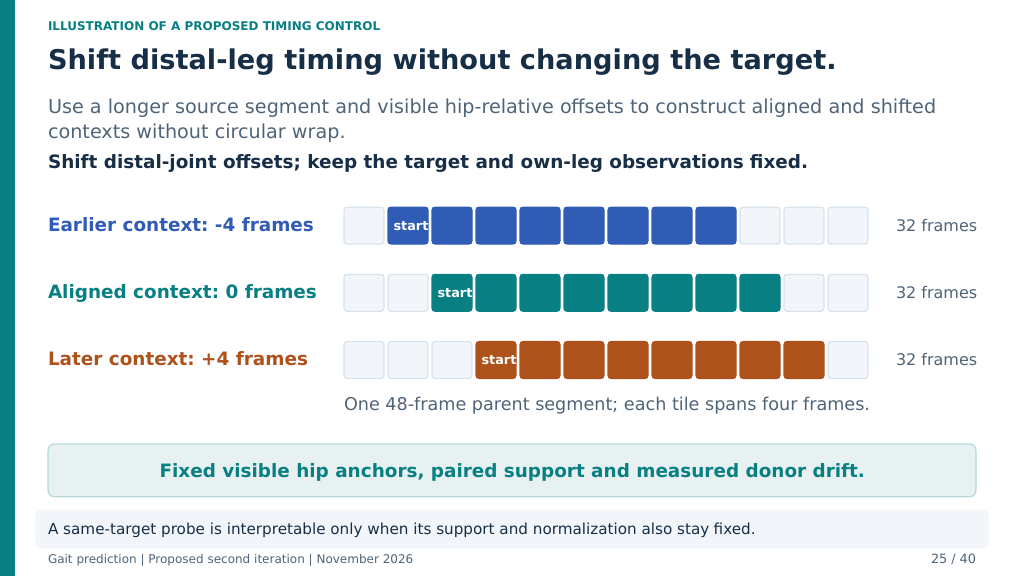 ILLUSTRATION OF A PROPOSED TIMING CONTROL
Shift distal-leg timing without changing the target.
Use a longer source segment and visible hip-relative offsets to construct aligned and shifted
contexts without circular wrap.
Shift distal-joint offsets; keep the target and own-leg observations fixed.
Earlier context: -4 frames
start
32 frames
Aligned context: 0 frames
start
32 frames
Later context: +4 frames
start
32 frames
One 48-frame parent segment; each tile spans four frames.
Fixed visible hip anchors, paired support and measured donor drift.
A same-target probe is interpretable only when its support and normalization also stay fixed.
Gait prediction | Proposed second iteration | November 2026
25 / 40